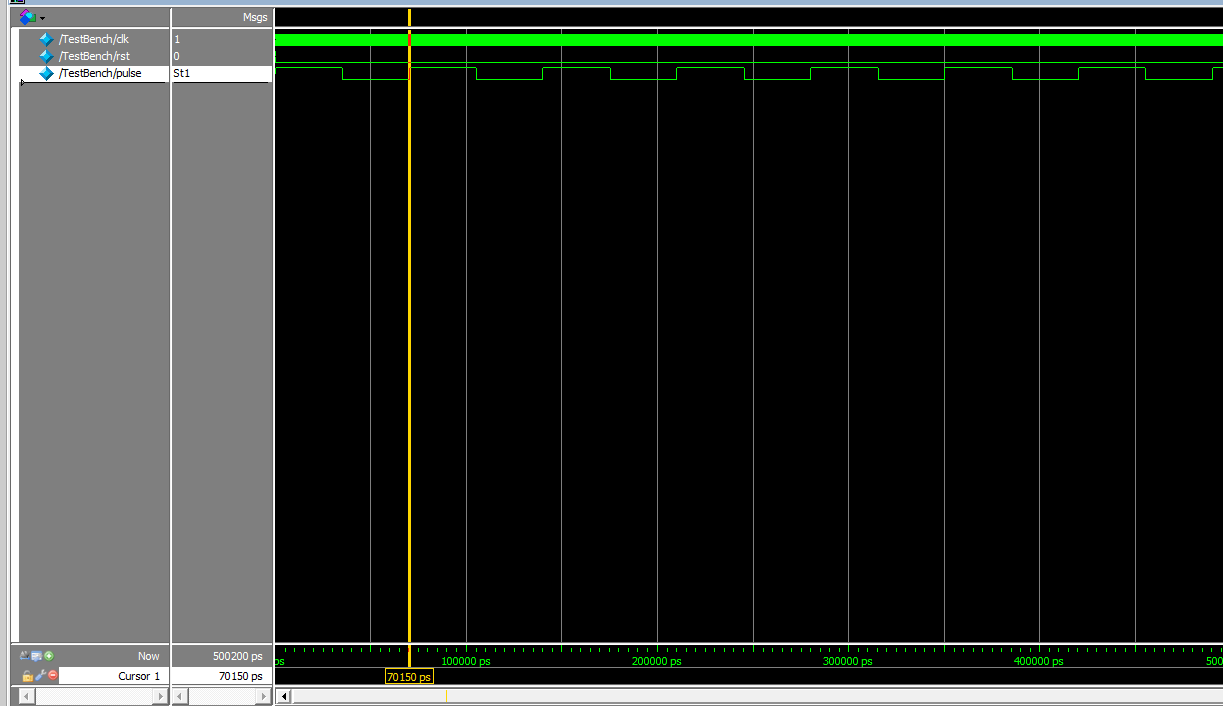 Msgs
/TestBench/clk 1
/TestBench/rst 0
/TestBench/pulse St1
Now 500200 ps
ps 100000 ps 200000 ps 300000 ps 400000 ps 500
Cursor 1 70150 ps
70150 ps